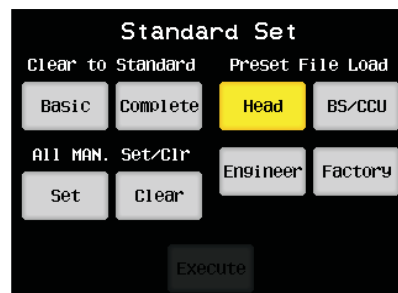 Standard Set
Clear to Standard Preset File Load
Basic Complete Head BS/CCU
All MAN. Set/Clr
Engineer Factory
Set Clear
Execute